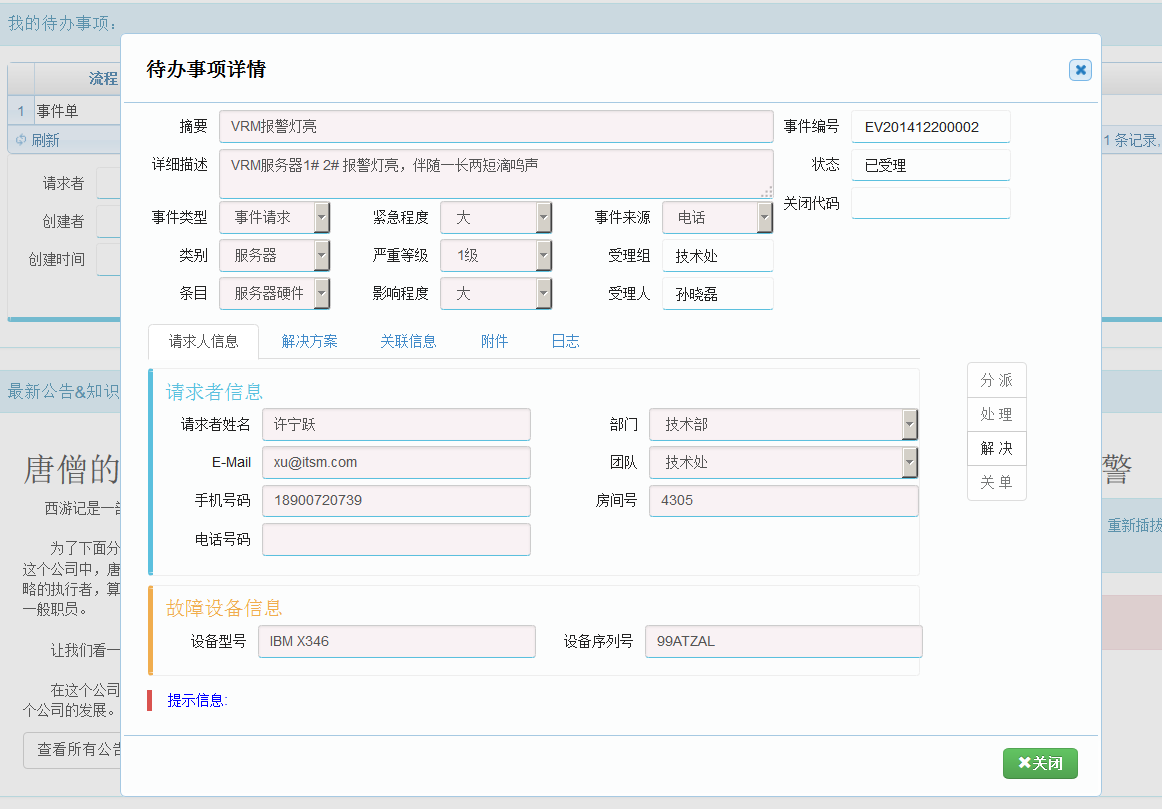 我的待办事项:
流程
1 事件单
刷新
1 条记录,
请求者
创建者
创建时间
最新公告&知识
唐僧的
警
西游记是一
为了下面分
这个公司中，唐
略的执行者，算
一般职员。
让我们看一
在这个公司
个公司的发展。
查看所有公告
重新插拔
待办事项详情
摘要 VRM报警灯亮 事件编号 EV201412200002
详细描述 VRM服务器1# 2# 报警灯亮，伴随一长两短滴鸣声 状态 已受理
关闭代码
事件类型 事件请求 紧急程度 大 事件来源 电话
类别 服务器 严重等级 1级 受理组 技术处
条目 服务器硬件 影响程度 大 受理人 孙晓磊
请求人信息 解决方案 关联信息 附件 日志
请求者信息
请求者姓名 许宁跃 部门 技术部
E-Mail xu@itsm.com 团队 技术处
手机号码 18900720739 房间号 4305
电话号码
分 派
处 理
解 决
关 单
故障设备信息
设备型号 IBM X346 设备序列号 99ATZAL
提示信息:
关闭